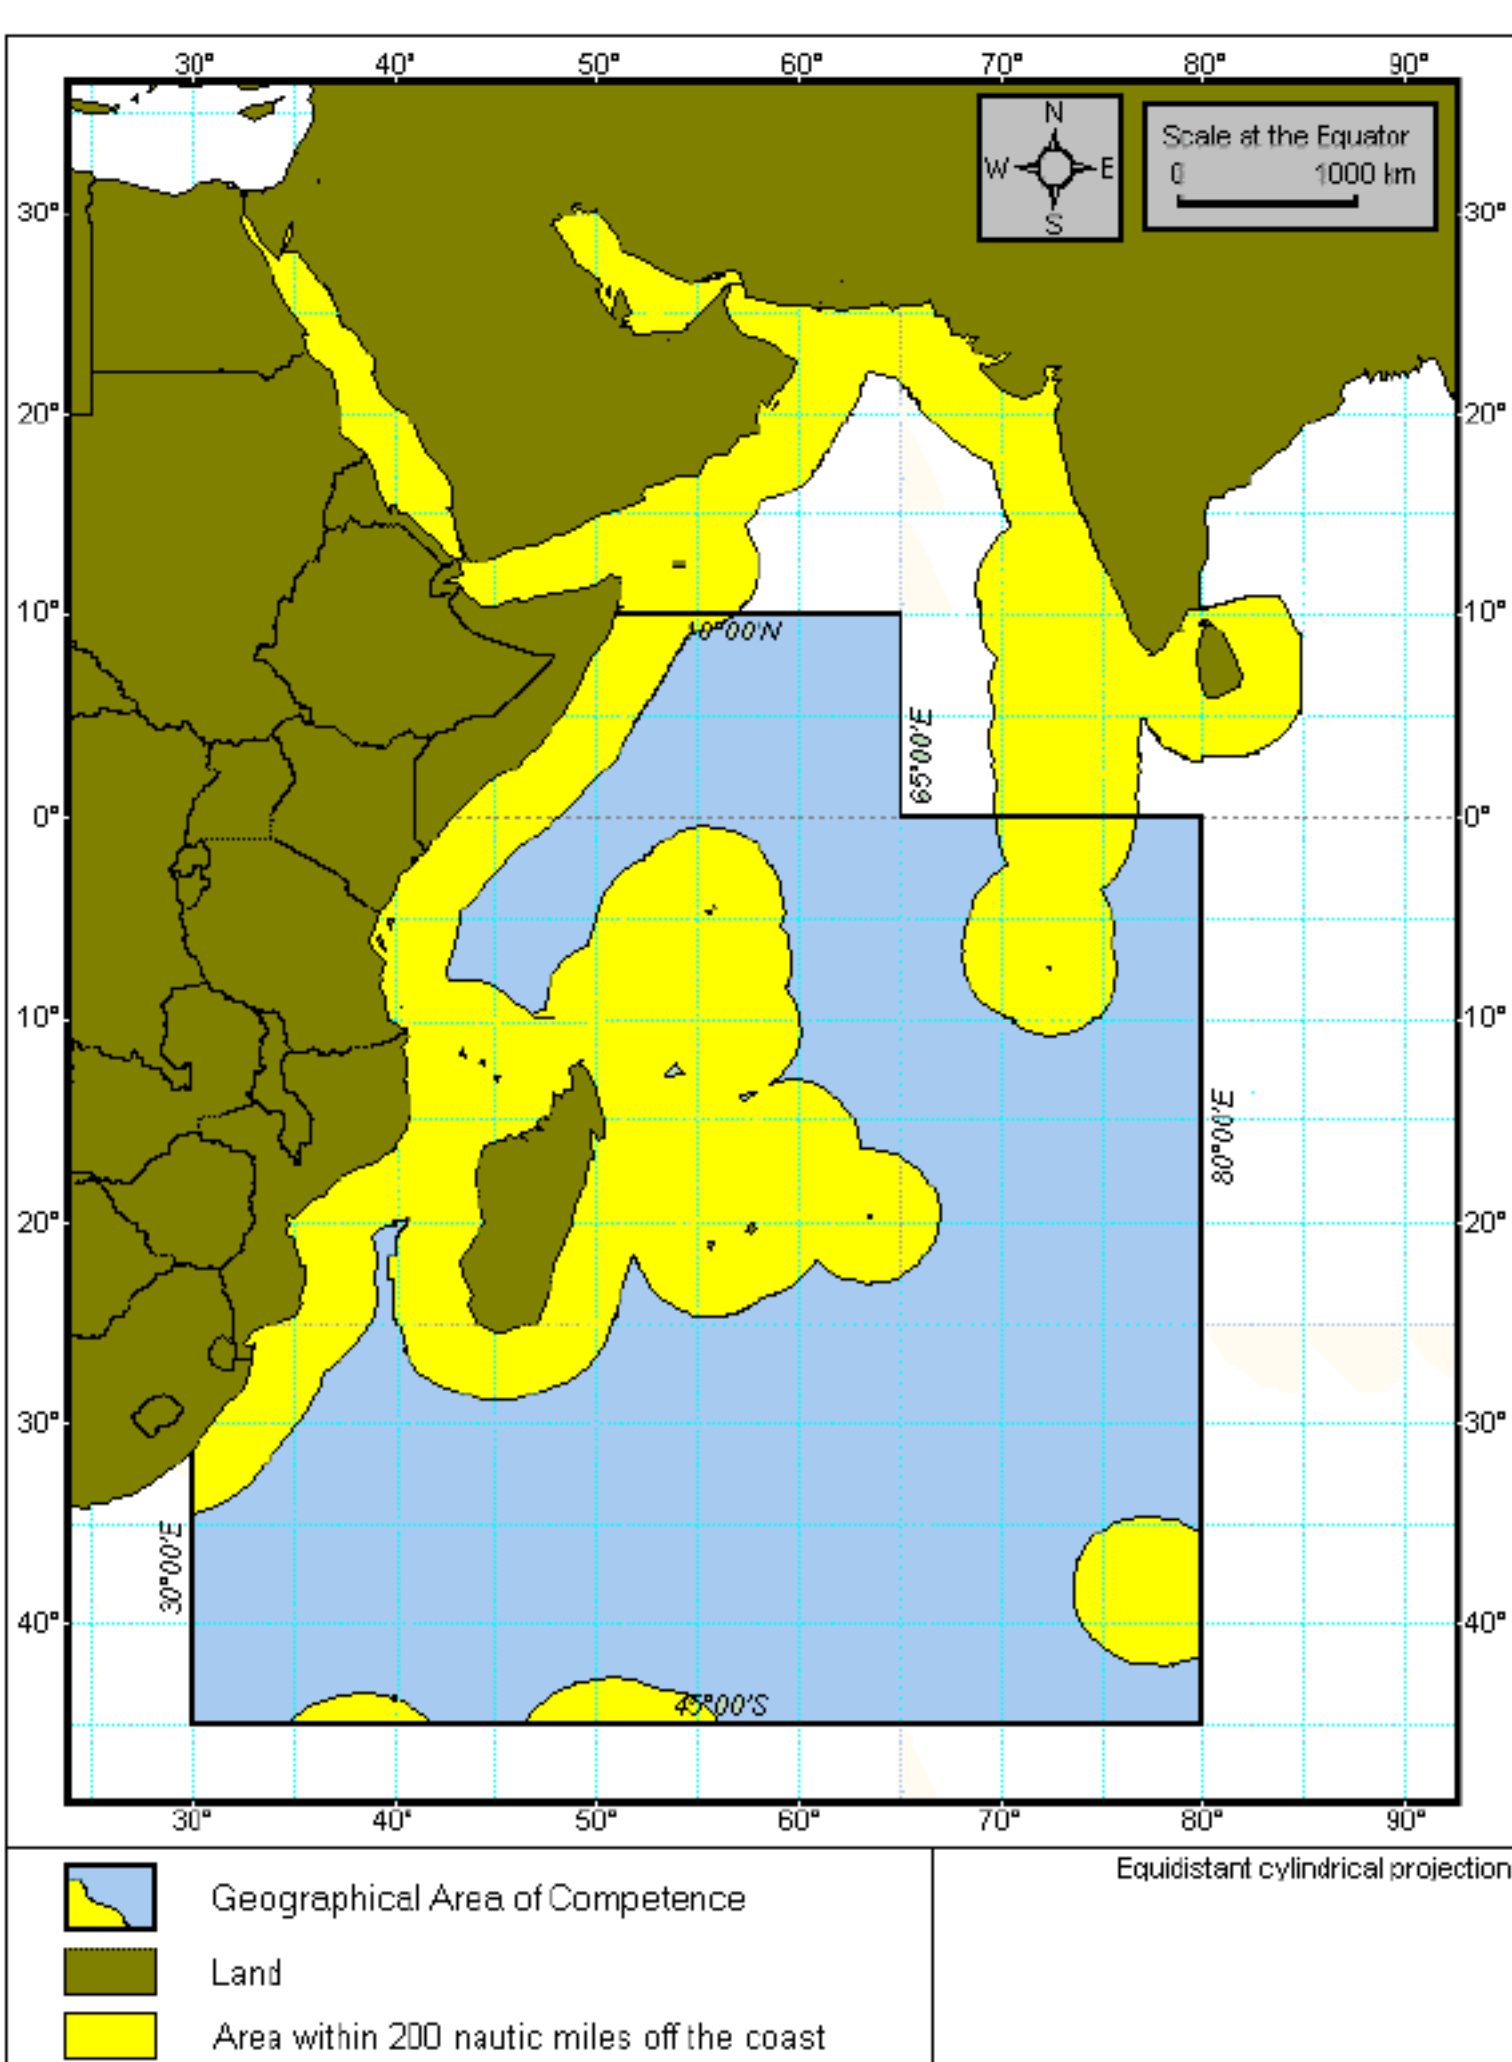 30° 40° 50° 60° 70° 80° 90°
N
W E
S
Scale at the Equator
0 1000 km
30° 30°
20° 20°
10° 10°
10°00'N
65°00'E
0° 0°
10° 10°
80°00'E
20° 20°
30° 30°
30°00'E
40° 40°
45°00'S
30° 40° 50° 60° 70° 80° 90°
Equidistant cylindrical projection
Geographical Area of Competence
Land
Area within 200 nautic miles off the coast